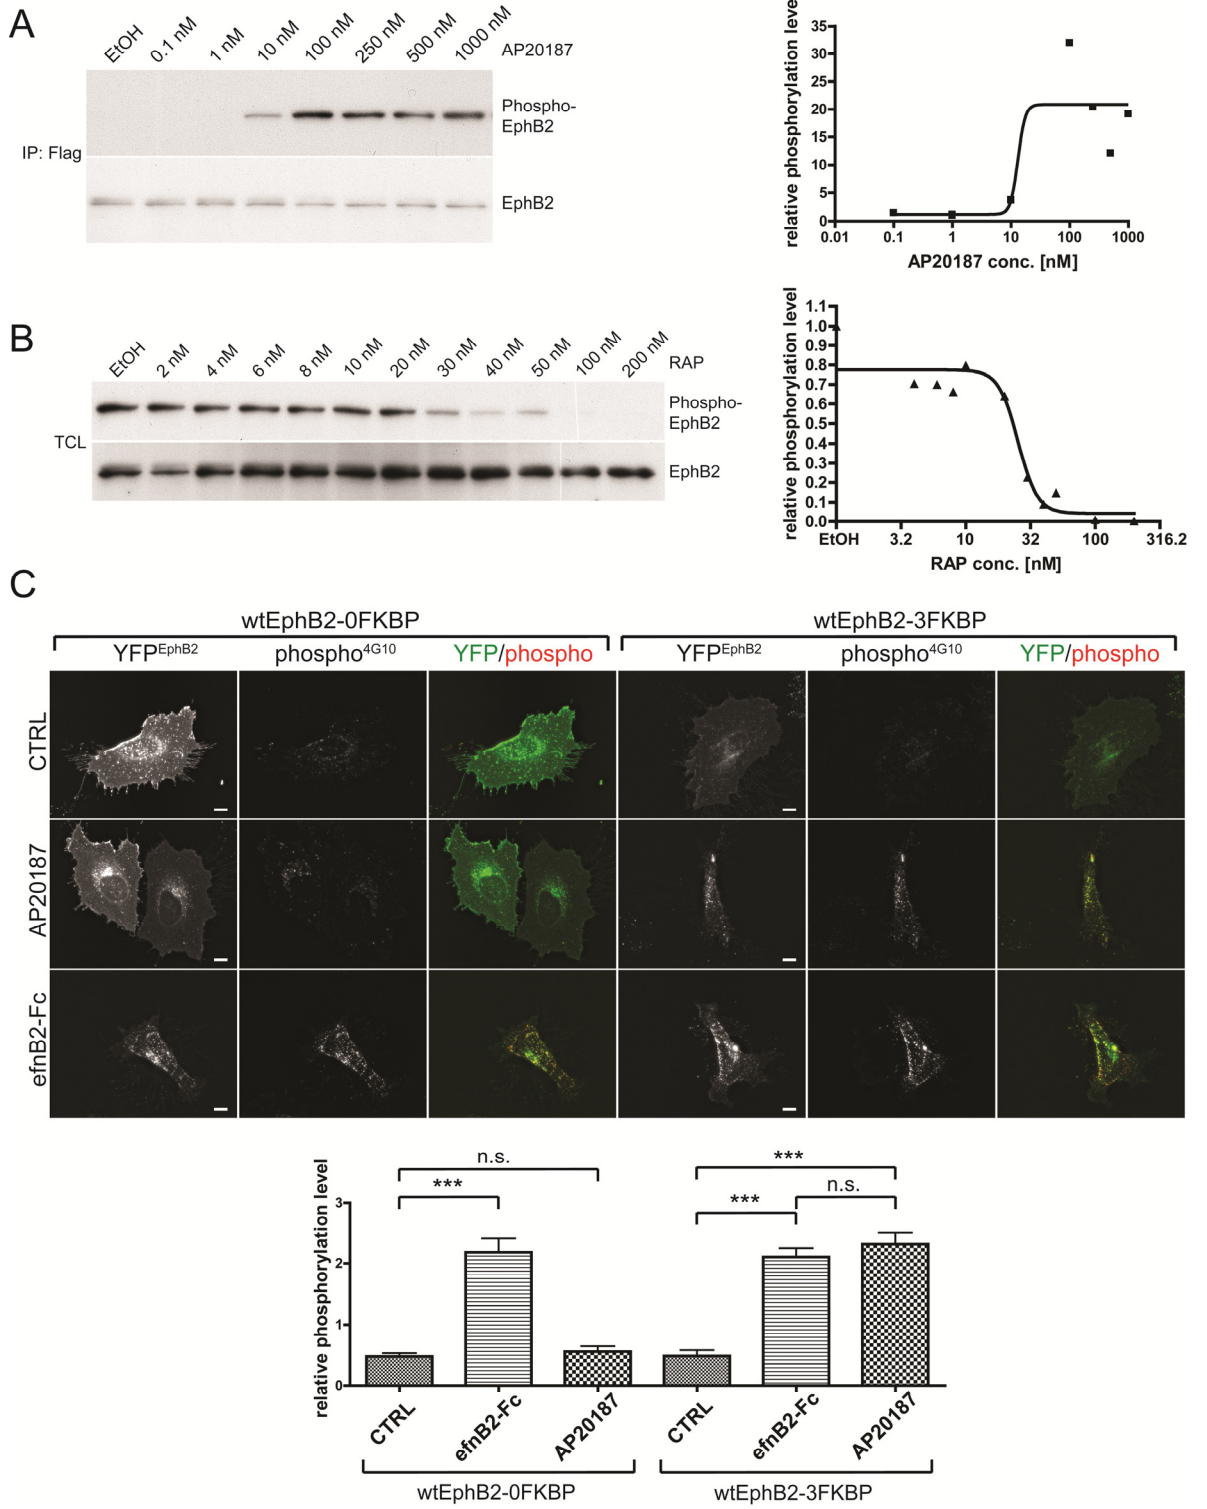 A
EtOH 0.1 nM 1 nM 10 nM 100 nM 250 nM 500 nM 1000 nM AP20187
Phospho-
EphB2
IP: Flag
EphB2
relative phosphorylation level
35
30
25
20
15
10
5
0
0.01 0.1 1 10 100 1000
AP20187 conc. [nM]
B
EtOH 2 nM 4 nM 6 nM 8 nM 10 nM 20 nM 30 nM 40 nM 50 nM 100 nM 200 nM RAP
Phospho-
EphB2
TCL
EphB2
relative phosphorylation level
1.1
1.0
0.9
0.8
0.7
0.6
0.5
0.4
0.3
0.2
0.1
0.0
EtOH 3.2 10 32 100 316.2
RAP conc. [nM]
C
wtEphB2-0FKBP wtEphB2-3FKBP
YFPEphB2 phospho4G10 YFP/phospho YFPEphB2 phospho4G10 YFP/phospho
CTRL
AP20187
efnB2-Fc
relative phosphorylation level
n.s.
***
***
***
n.s.
3
2
1
0
CTRL efnB2-Fc AP20187 CTRL efnB2-Fc AP20187
wtEphB2-0FKBP wtEphB2-3FKBP